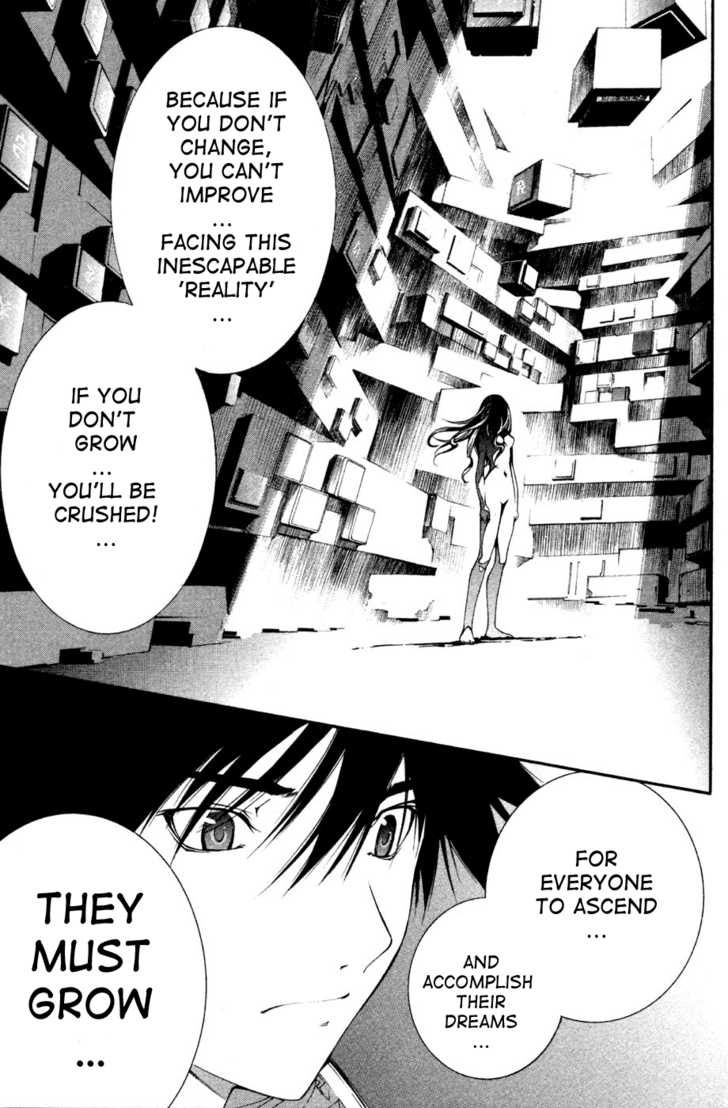 BECAUSE IF
YOU DON'T
CHANGE,
YOU CAN'T
IMPROVE
...
FACING THIS
INESCAPABLE
'REALITY'
...
IF YOU
DON'T
GROW
...
YOU'LL BE
CRUSHED!
...
FOR
EVERYONE
TO ASCEND
...
AND
ACCOMPLISH
THEIR
DREAMS
...
THEY
MUST
GROW
...